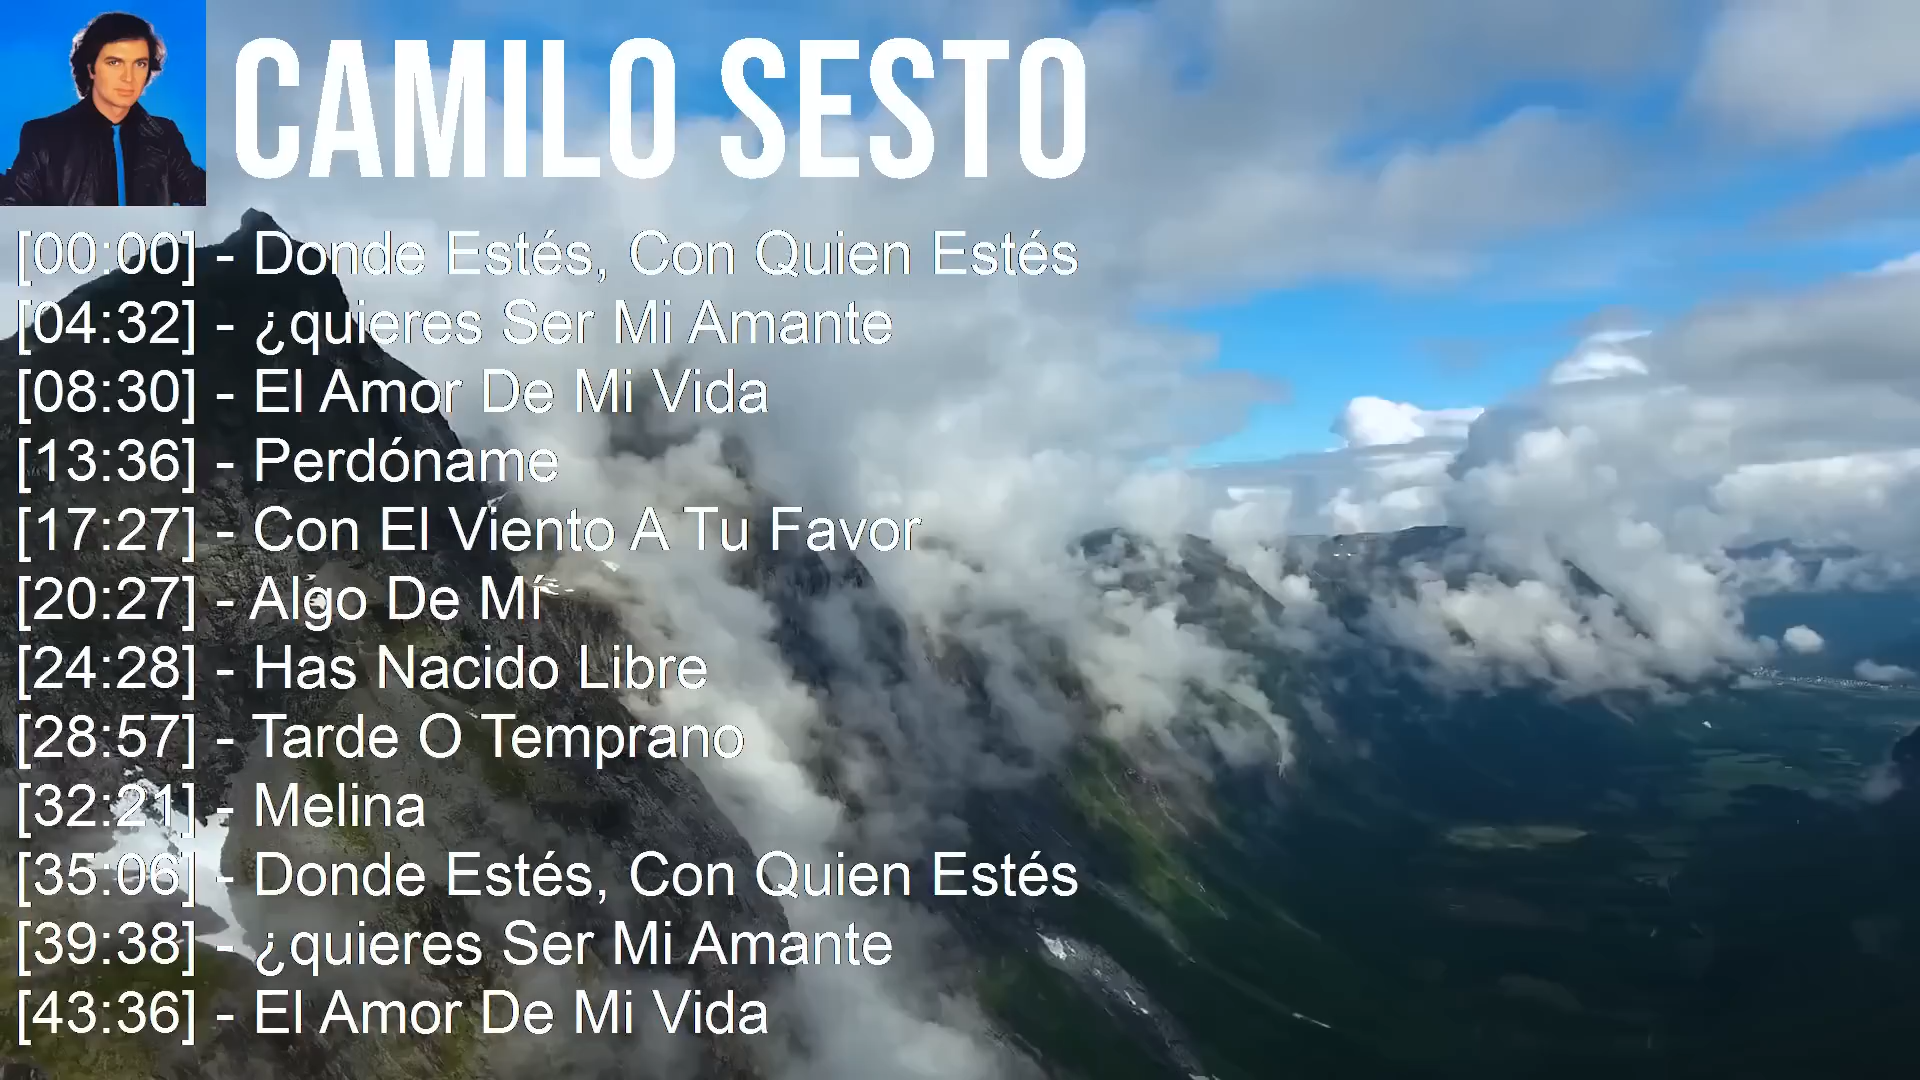 CAMILO SESTO
[00:00] - Donde Estés, Con Quien Estés
[04:32] - ¿quieres Ser Mi Amante
[08:30] - El Amor De Mi Vida
[13:36] - Perdóname
[17:27] - Con El Viento A Tu Favor
[20:27] - Algo De Mí
[24:28] - Has Nacido Libre
[28:57] - Tarde O Temprano
[32:21] - Melina
[35:06] - Donde Estés, Con Quien Estés
[39:38] - ¿quieres Ser Mi Amante
[43:36] - El Amor De Mi Vida